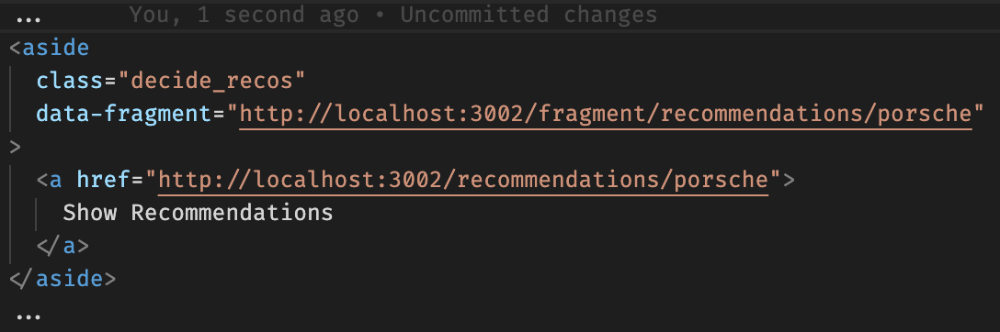 ... You, 1 second ago • Uncommitted changes
<aside
class="decide_recos"
data-fragment="http://localhost:3002/fragment/recommendations/porsche"
>
<a href="http://localhost:3002/recommendations/porsche">
Show Recommendations
</a>
</aside>
...